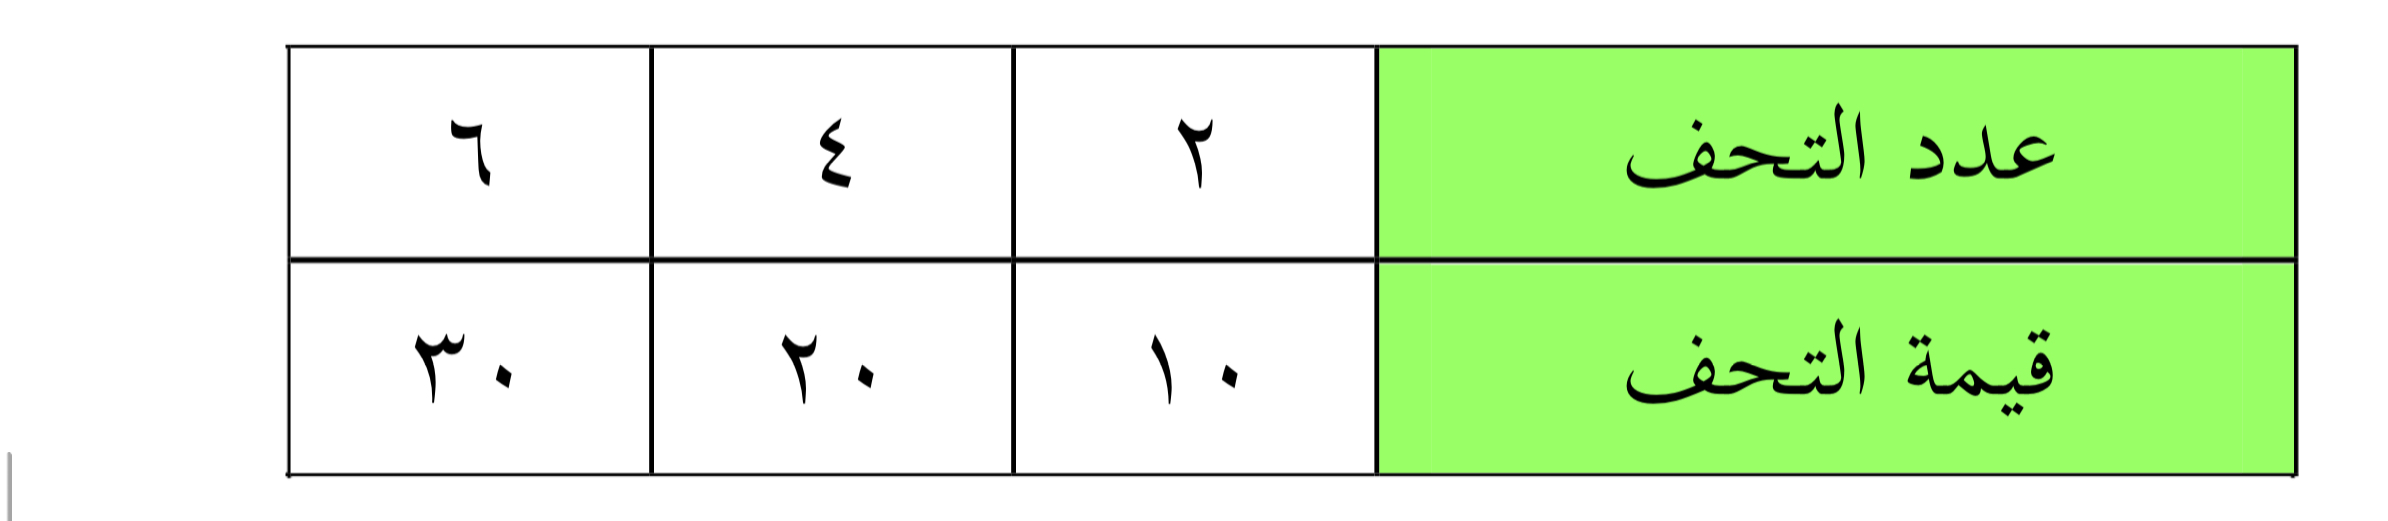 عدد التحف ٢ ٤ ٦
قيمة التحف ١٠ ٢٠ ٣٠